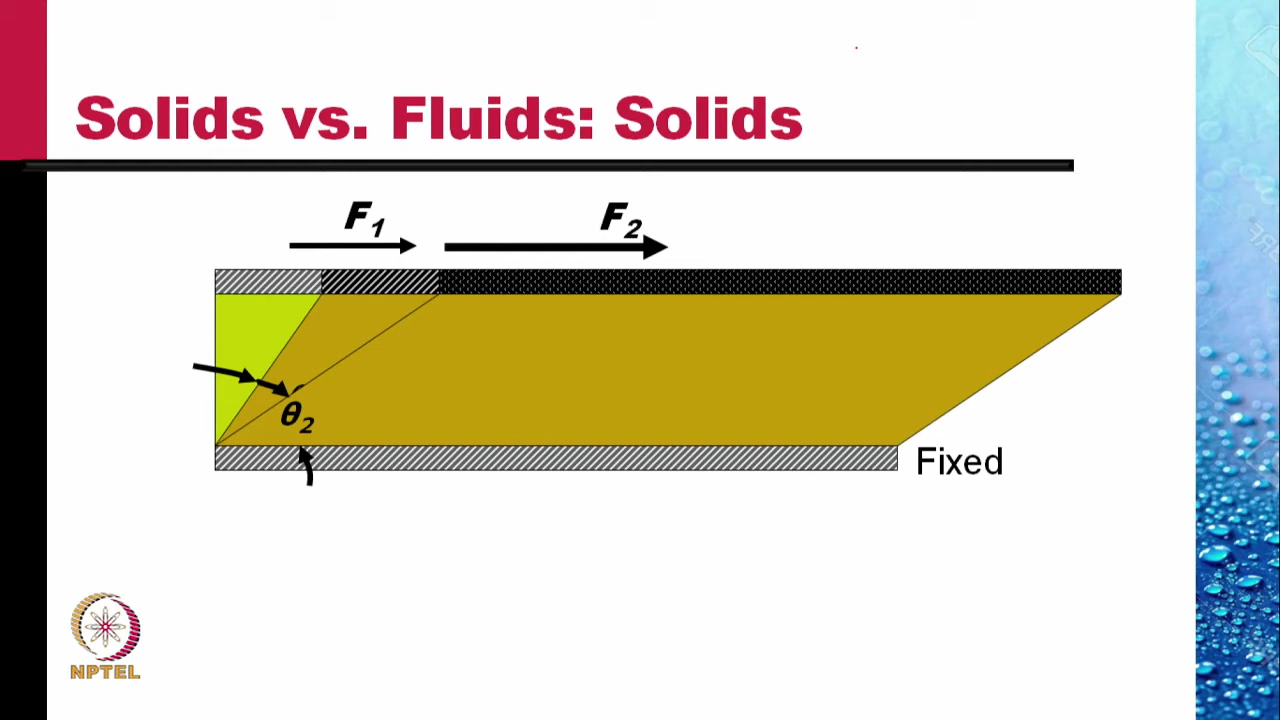 Solids vs. Fluids: Solids
F1 F2
θ2
Fixed
NPTEL